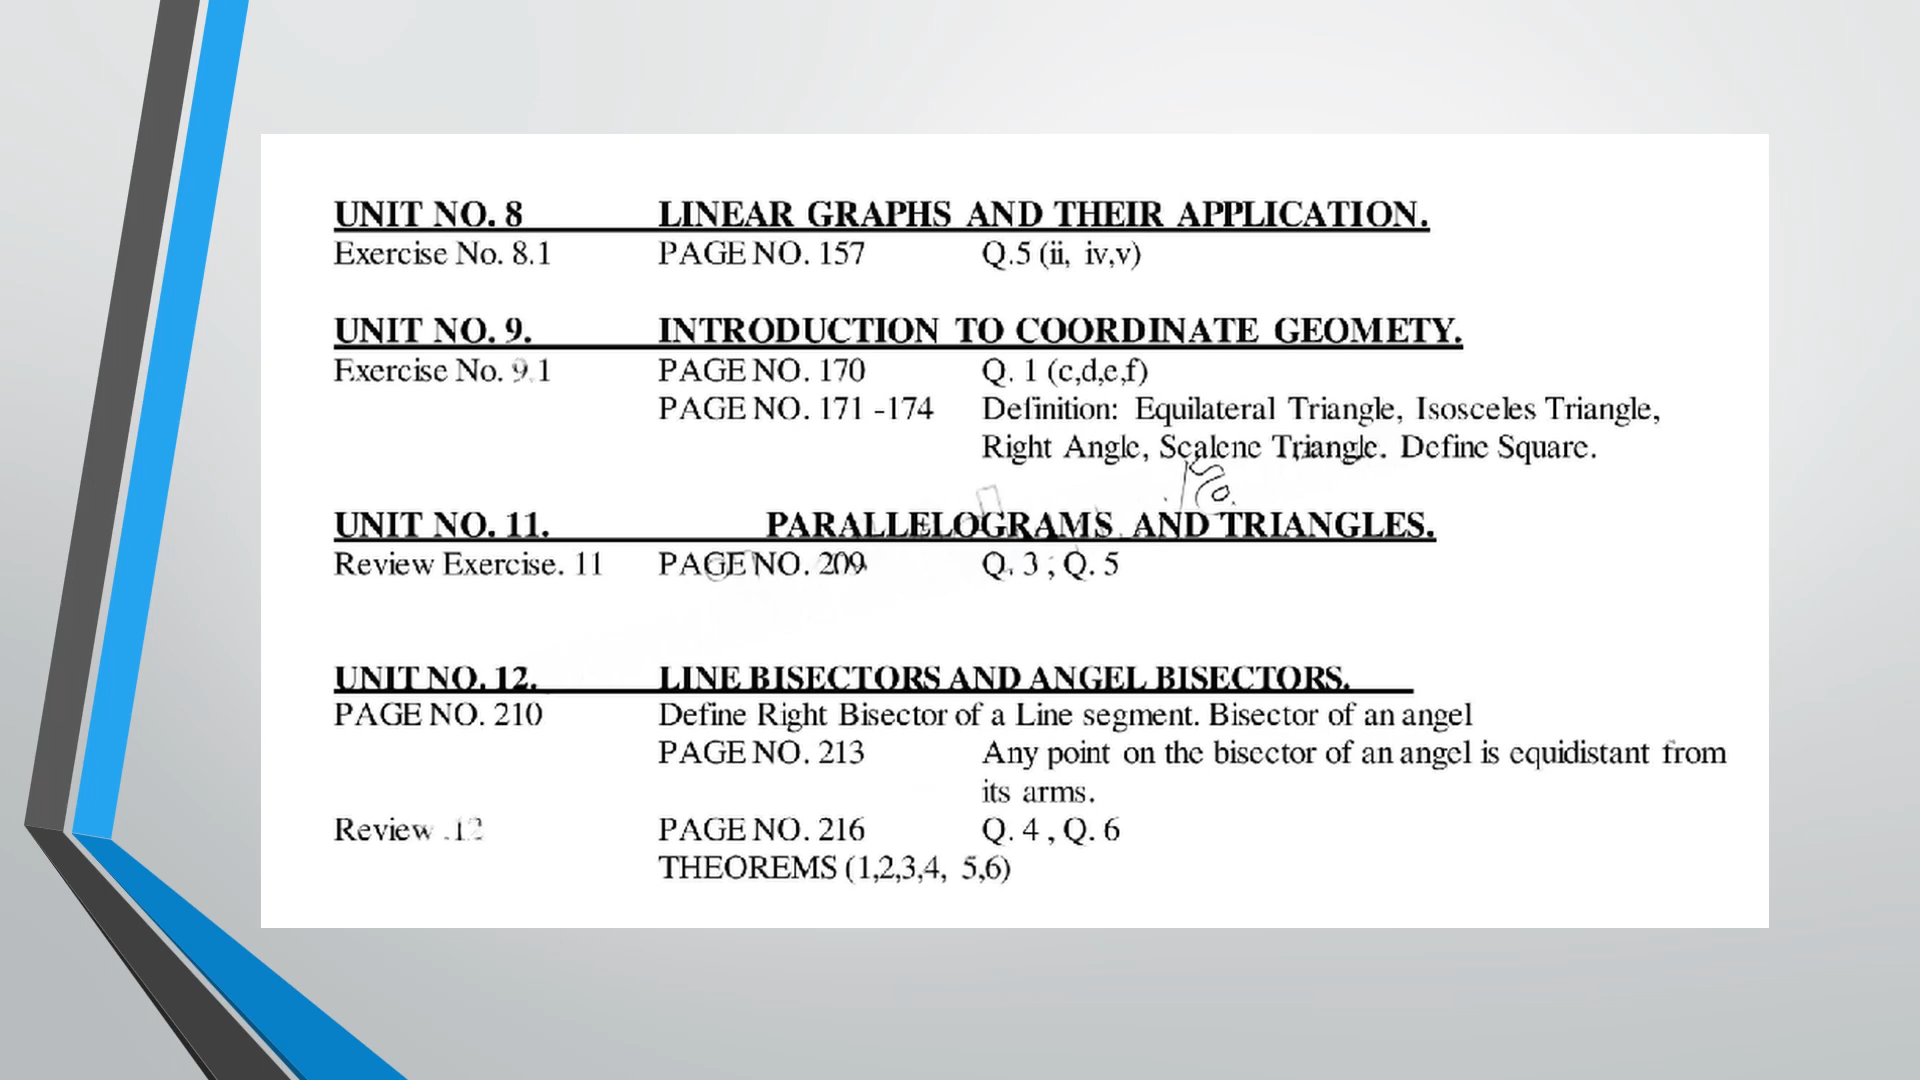 UNIT NO. 8 LINEAR GRAPHS AND THEIR APPLICATION.
Exercise No. 8.1 PAGE NO. 157 Q.5 (ii, iv,v)
UNIT NO. 9. INTRODUCTION TO COORDINATE GEOMETY.
Exercise No. 9.1 PAGE NO. 170 Q. 1 (c,d,e,f)
PAGE NO. 171 -174 Definition: Equilateral Triangle, Isosceles Triangle,
Right Angle, Scalene Triangle. Define Square.
UNIT NO. 11. PARALLELOGRAMS AND TRIANGLES.
Review Exercise. 11 PAGE NO. 209 Q. 3 ; Q. 5
UNIT NO. 12. LINE BISECTORS AND ANGEL BISECTORS.
PAGE NO. 210 Define Right Bisector of a Line segment. Bisector of an angel
PAGE NO. 213 Any point on the bisector of an angel is equidistant from
its arms.
Review .12 PAGE NO. 216 Q. 4 , Q. 6
THEOREMS (1,2,3,4, 5,6)